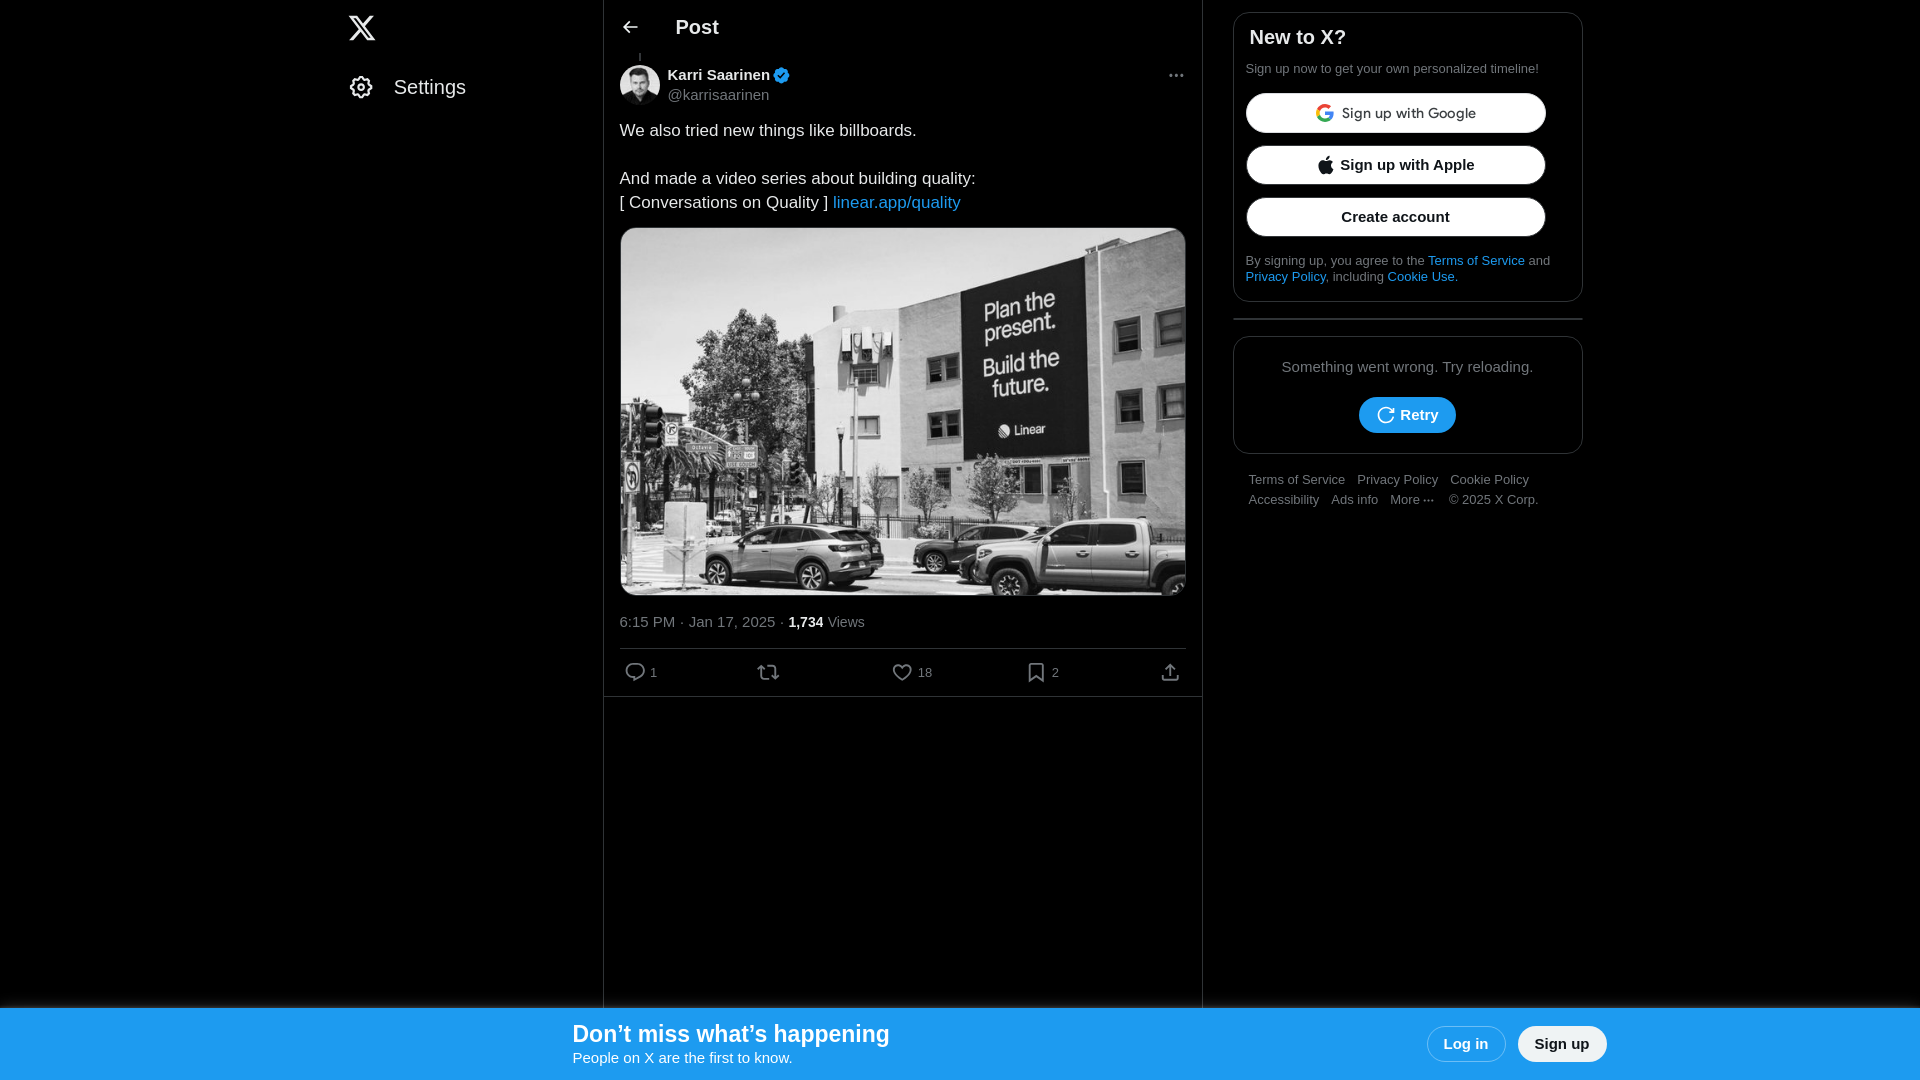 Settings
Post
Karri Saarinen
@karrisaarinen
We also tried new things like billboards.
And made a video series about building quality:
[ Conversations on Quality ] linear.app/quality
Plan the
present.
Build the
future.
Linear
6:15 PM · Jan 17, 2025 · 1,734 Views
1
18
2
New to X?
Sign up now to get your own personalized timeline!
Sign up with Google
Sign up with Apple
Create account
By signing up, you agree to the Terms of Service and
Privacy Policy, including Cookie Use.
Something went wrong. Try reloading.
Retry
Terms of Service Privacy Policy Cookie Policy
Accessibility Ads info More ··· © 2025 X Corp.
Don’t miss what’s happening
People on X are the first to know.
Log in
Sign up